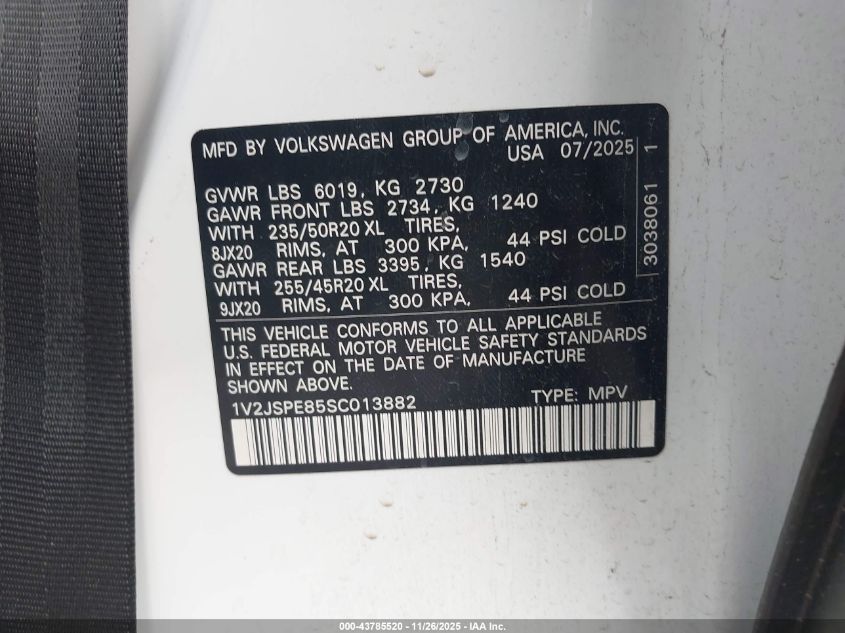 MFD BY VOLKSWAGEN GROUP OF AMERICA, INC.
USA 07/2025
GVWR LBS 6019, KG 2730
GAWR FRONT LBS 2734, KG 1240
WITH 235/50R20 XL TIRES,
8JX20 RIMS, AT 300 KPA, 44 PSI COLD
GAWR REAR LBS 3395, KG 1540
WITH 255/45R20 XL TIRES,
9JX20 RIMS, AT 300 KPA, 44 PSI COLD
THIS VEHICLE CONFORMS TO ALL APPLICABLE
U.S. FEDERAL MOTOR VEHICLE SAFETY STANDARDS
IN EFFECT ON THE DATE OF MANUFACTURE
SHOWN ABOVE.
1V2JSPE85SC013882 TYPE: MPV
3038061 1
000-43785520 - 11/26/2025 - IAA Inc.